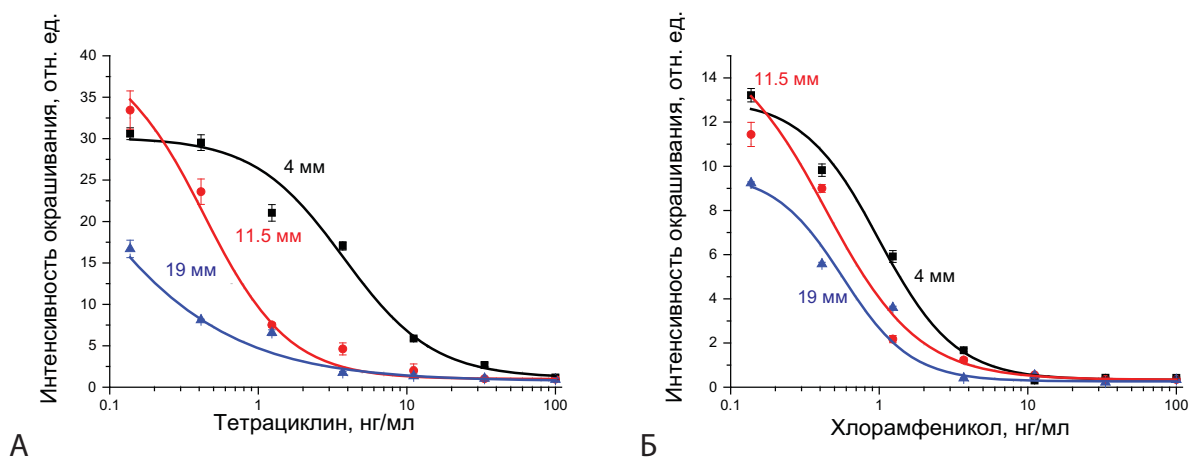 Интенсивность окрашивания, отн. ед.
40
35
30
25
20
15
10
5
0
4 мм
11.5 мм
19 мм
0.1
1
10
100
Тетрациклин, нг/мл
А
Интенсивность окрашивания, отн. ед.
14
12
10
8
6
4
2
0
11.5 мм
4 мм
19 мм
0.1
1
10
100
Хлорамфеникол, нг/мл
Б